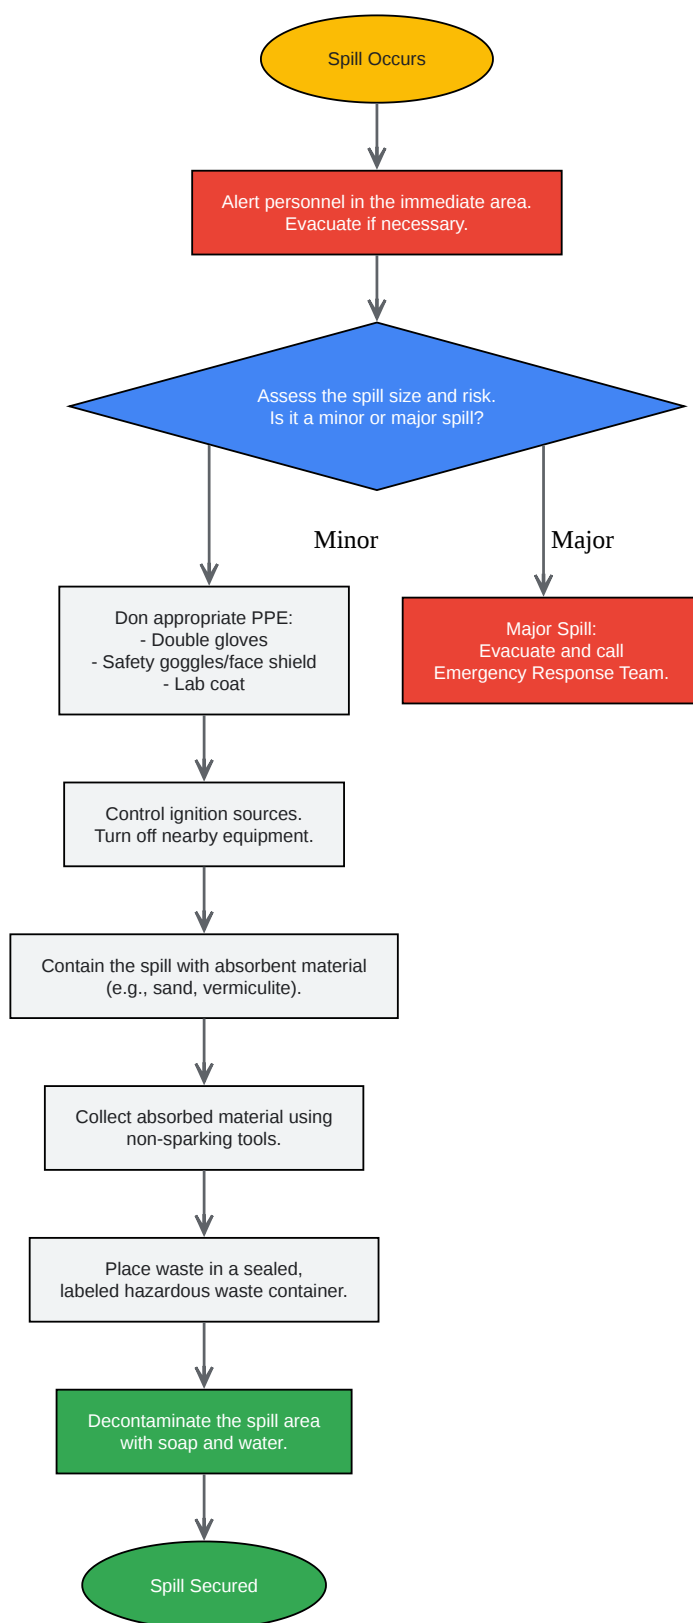 Spill Occurs
Alert personnel in the immediate area.
Evacuate if necessary.
Assess the spill size and risk.
Is it a minor or major spill?
Minor
Major
Don appropriate PPE:
- Double gloves
- Safety goggles/face shield
- Lab coat
Major Spill:
Evacuate and call
Emergency Response Team.
Control ignition sources.
Turn off nearby equipment.
Contain the spill with absorbent material
(e.g., sand, vermiculite).
Collect absorbed material using
non-sparking tools.
Place waste in a sealed,
labeled hazardous waste container.
Decontaminate the spill area
with soap and water.
Spill Secured